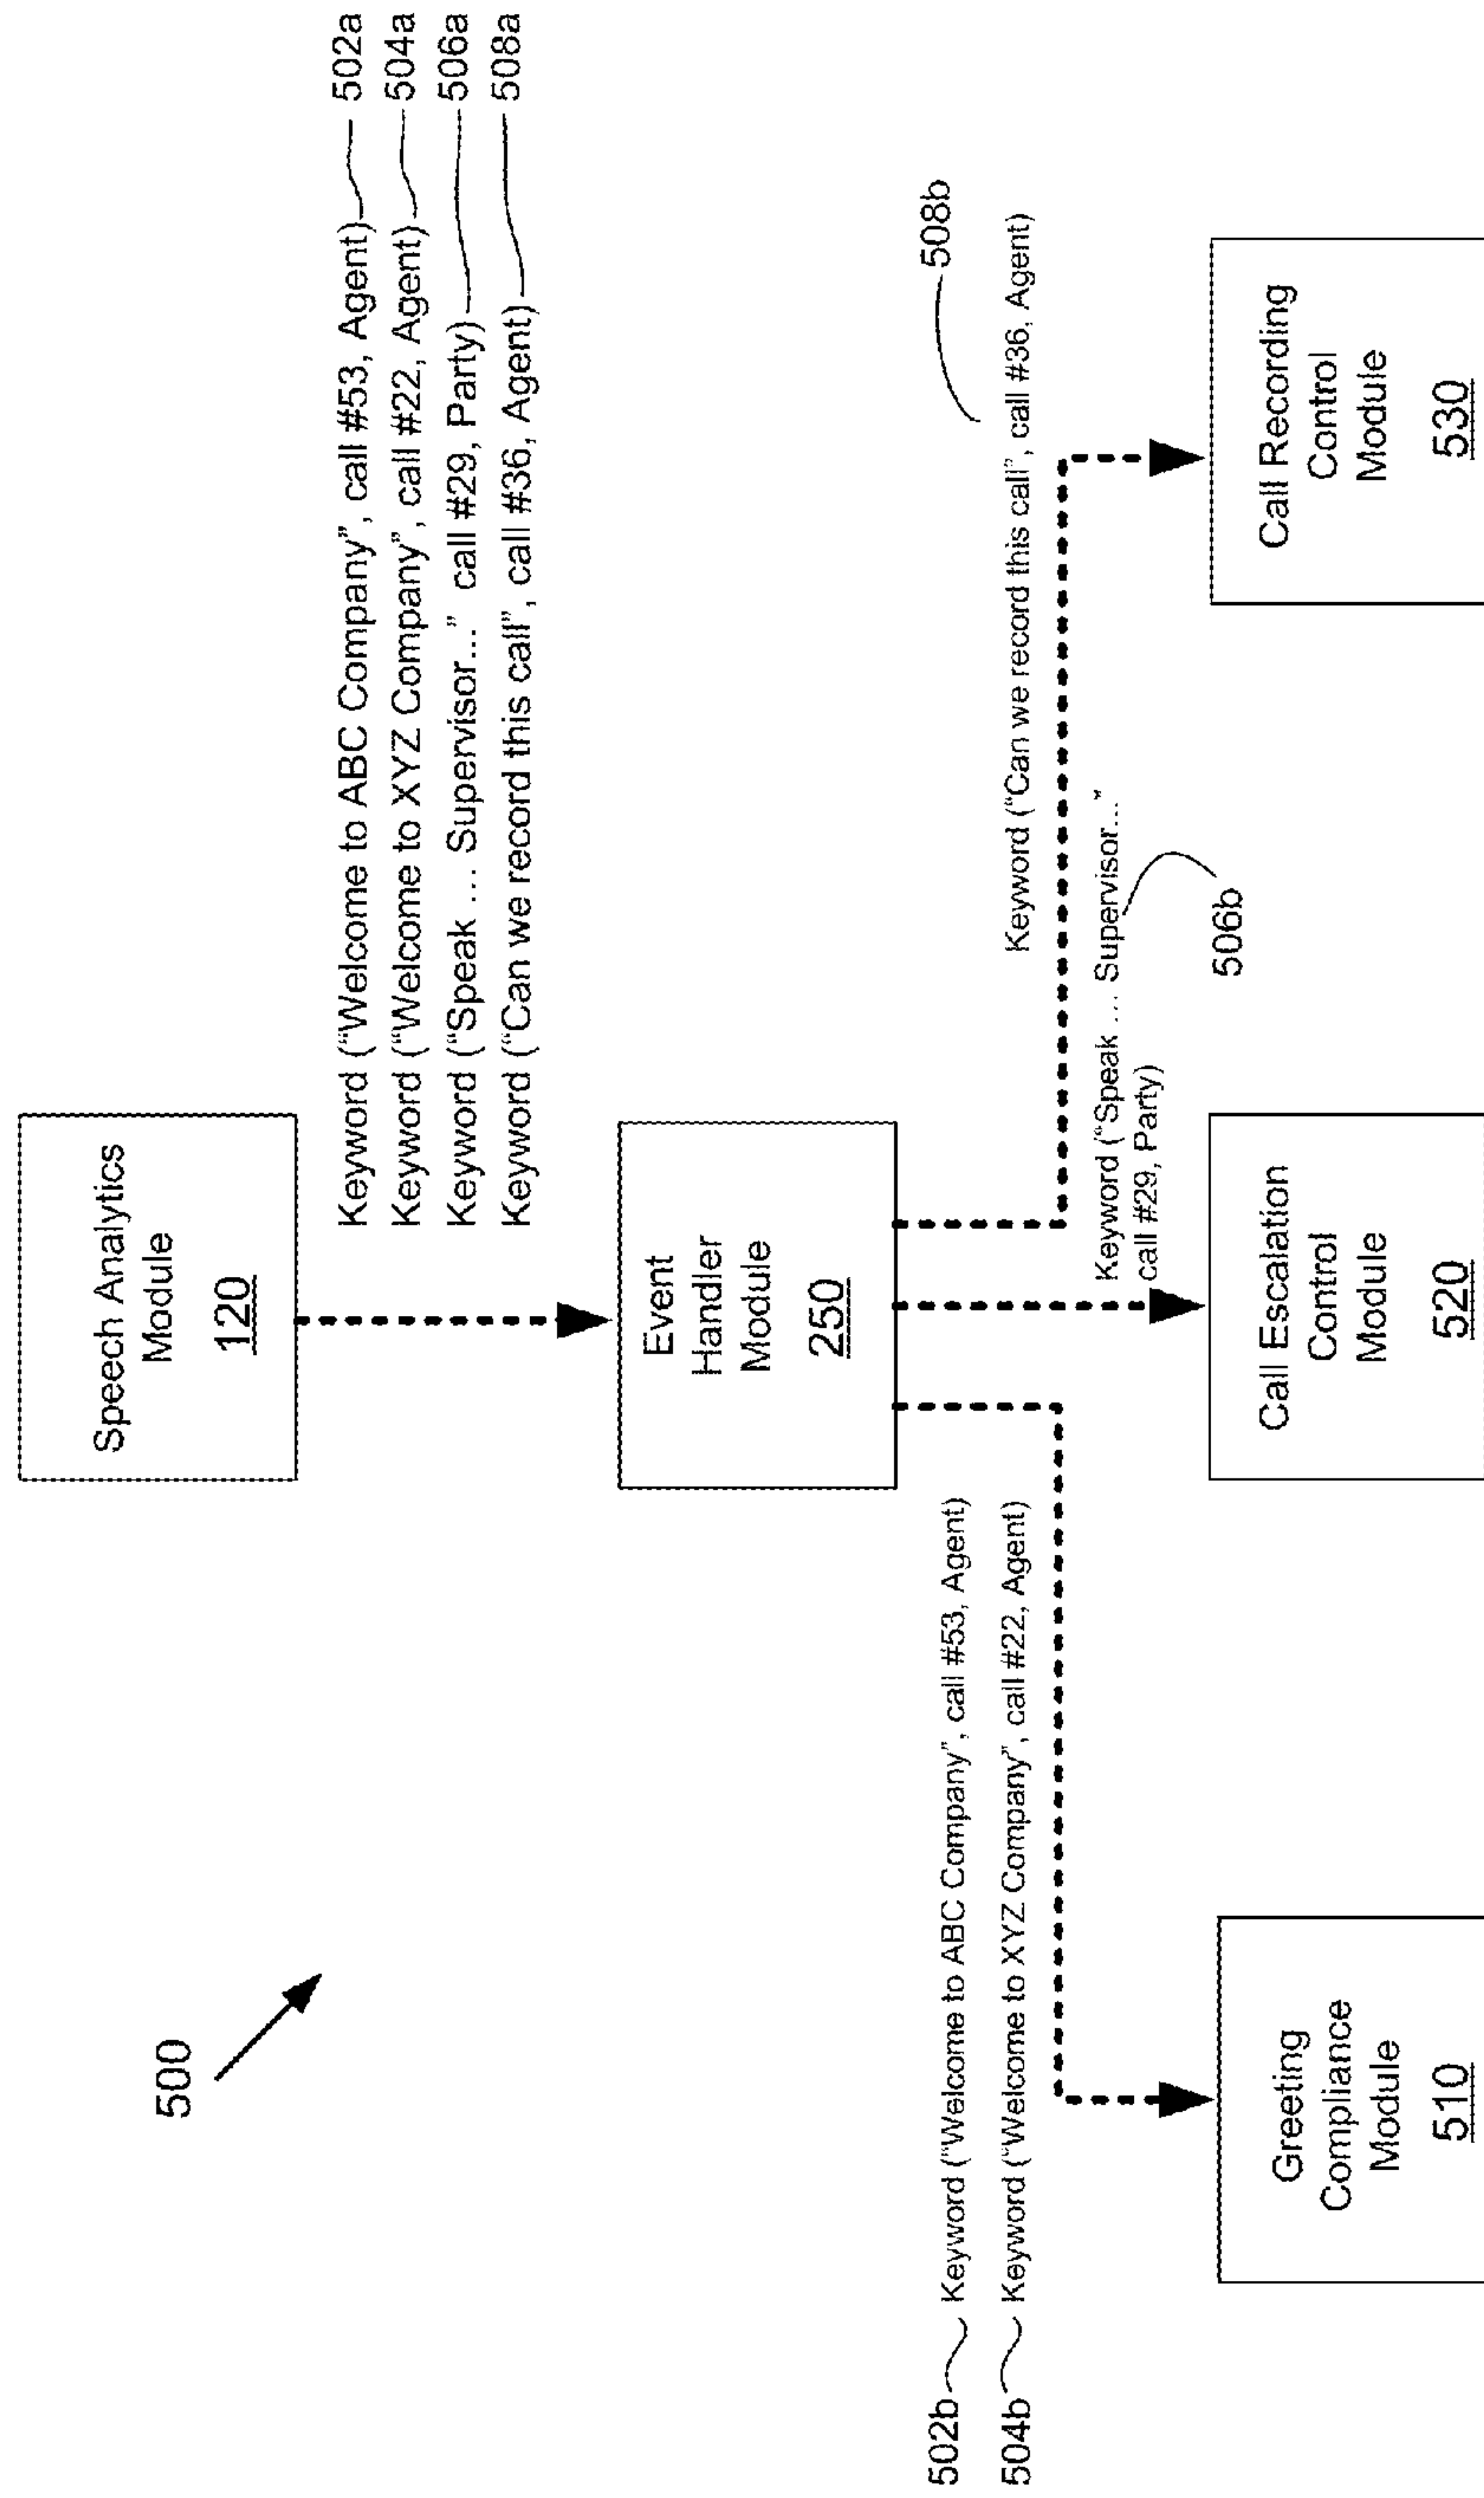 500
Speech Analytics
Module
120
Keyword (“Welcome to ABC Company”, call #53, Agent) 502a
Keyword (“Welcome to XYZ Company”, call #22, Agent) 504a
Keyword (“Speak ... Supervisor...” call #29, Party) 506a
Keyword (“Can we record this call”, call #36, Agent) 508a
Event
Handler
Module
250
502b Keyword (“Welcome to ABC Company”, call #53, Agent)
504b Keyword (“Welcome to XYZ Company”, call #22, Agent)
508b
Keyword (“Can we record this call”, call #36, Agent)
Keyword (“Speak ... Supervisor...”
call #29, Party)
506b
Greeting
Compliance
Module
510
Call Escalation
Control
Module
520
Call Recording
Control
Module
530